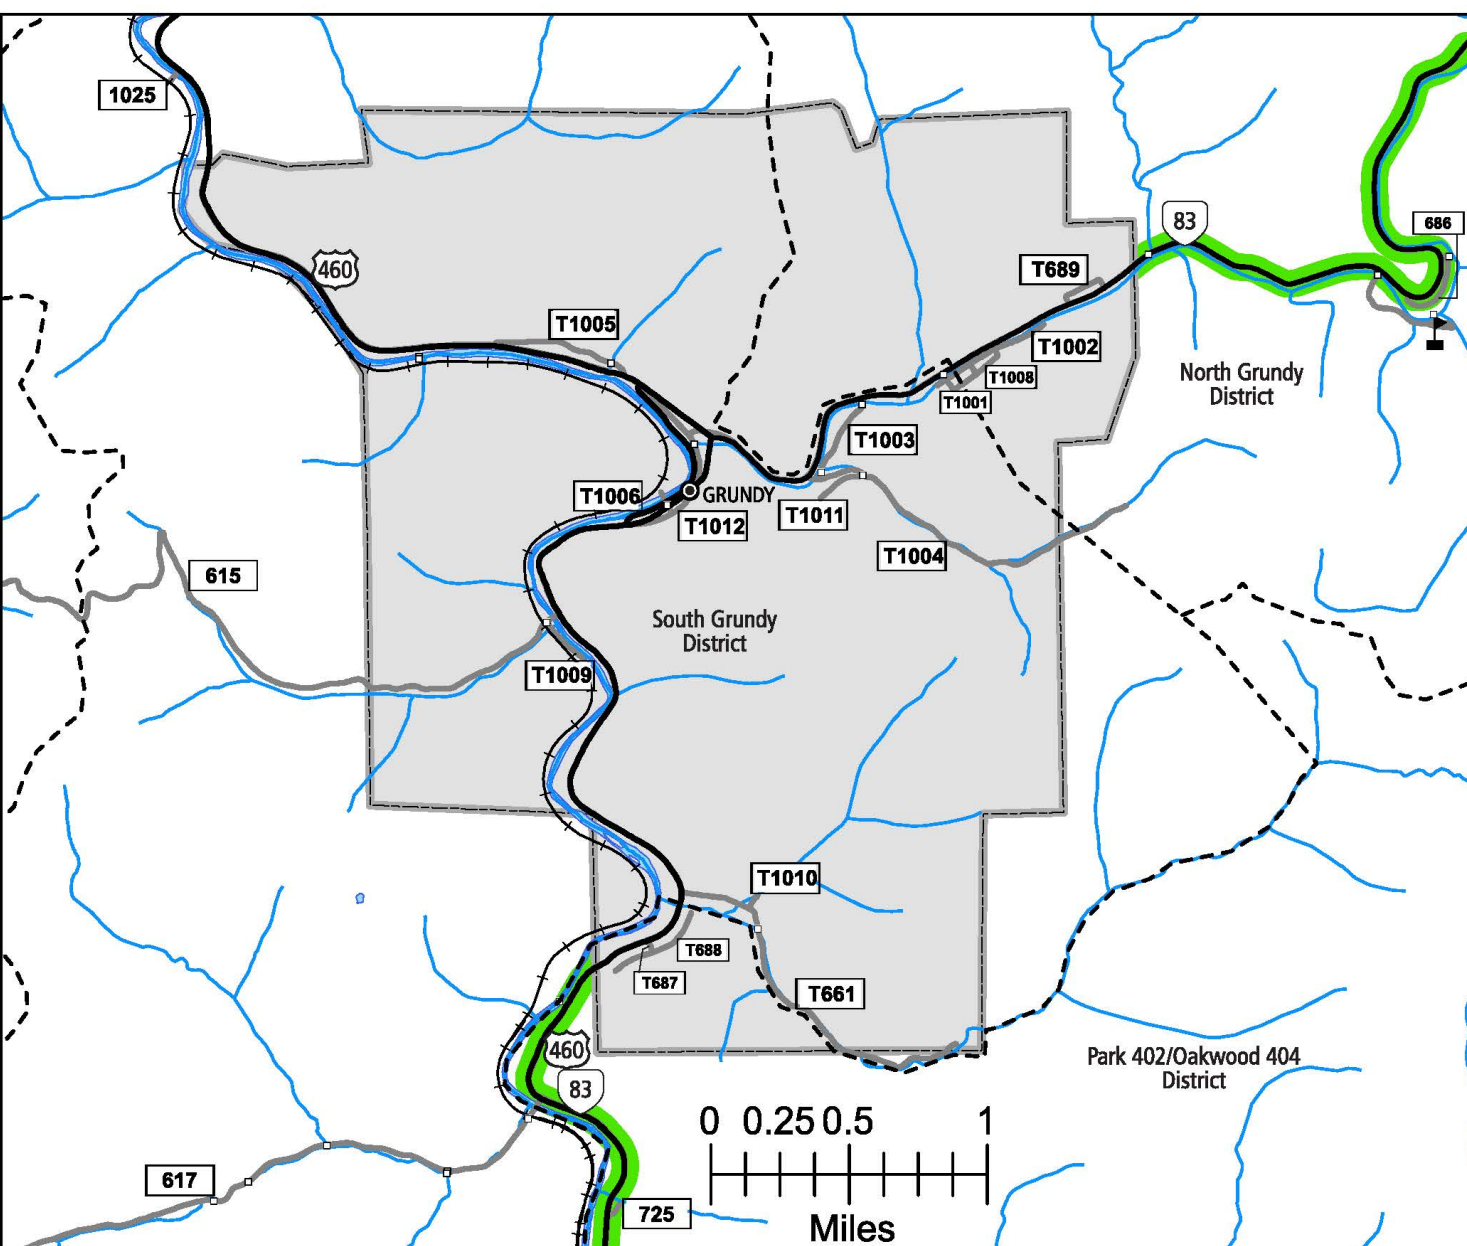 1025
83
686
460
T689
T1005
T1002
T1008
North Grundy
District
T1001
T1003
T1006
GRUNDY
T1012
T1011
T1004
615
South Grundy
District
T1009
T1010
T688
T687
T661
460
Park 402/Oakwood 404
District
83
0 0.25 0.5 1
617
725
Miles